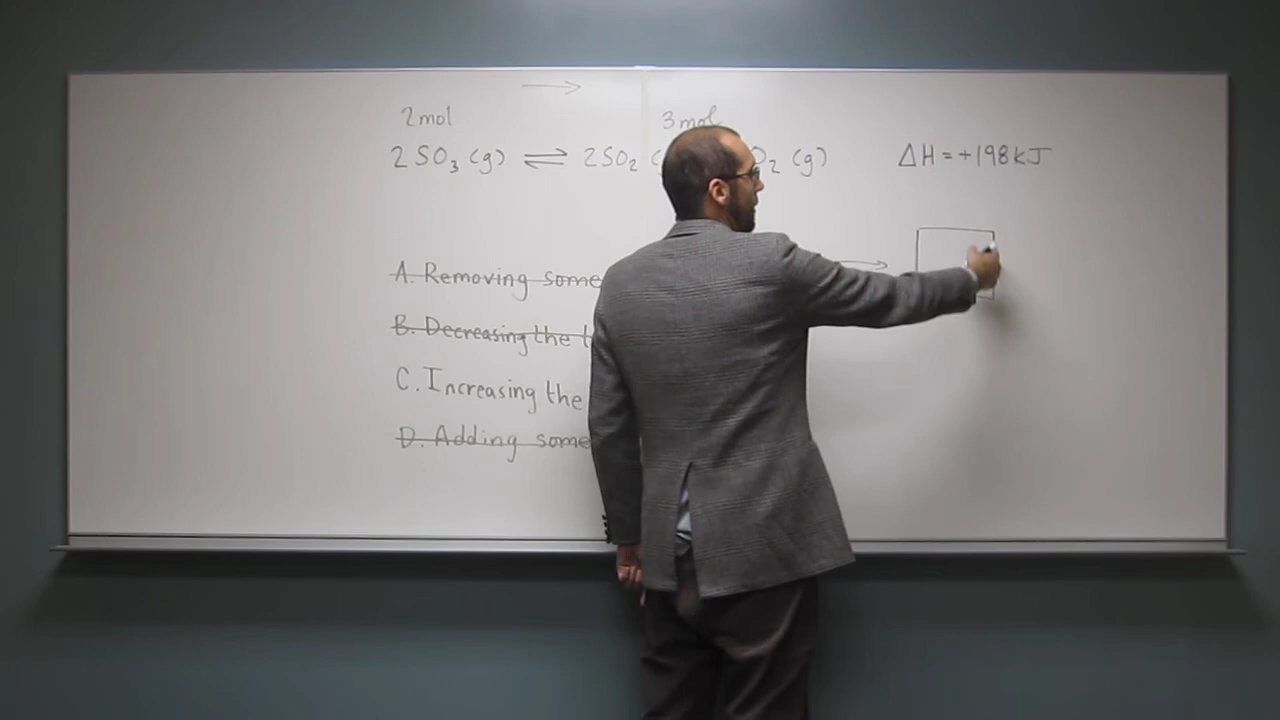 2 mol 3 mol
2 SO₃ (g) ⇌ 2SO₂ O₂ (g) ΔH = +198 kJ
A. Removing some
B. Decreasing the
C. Increasing the
D. Adding some